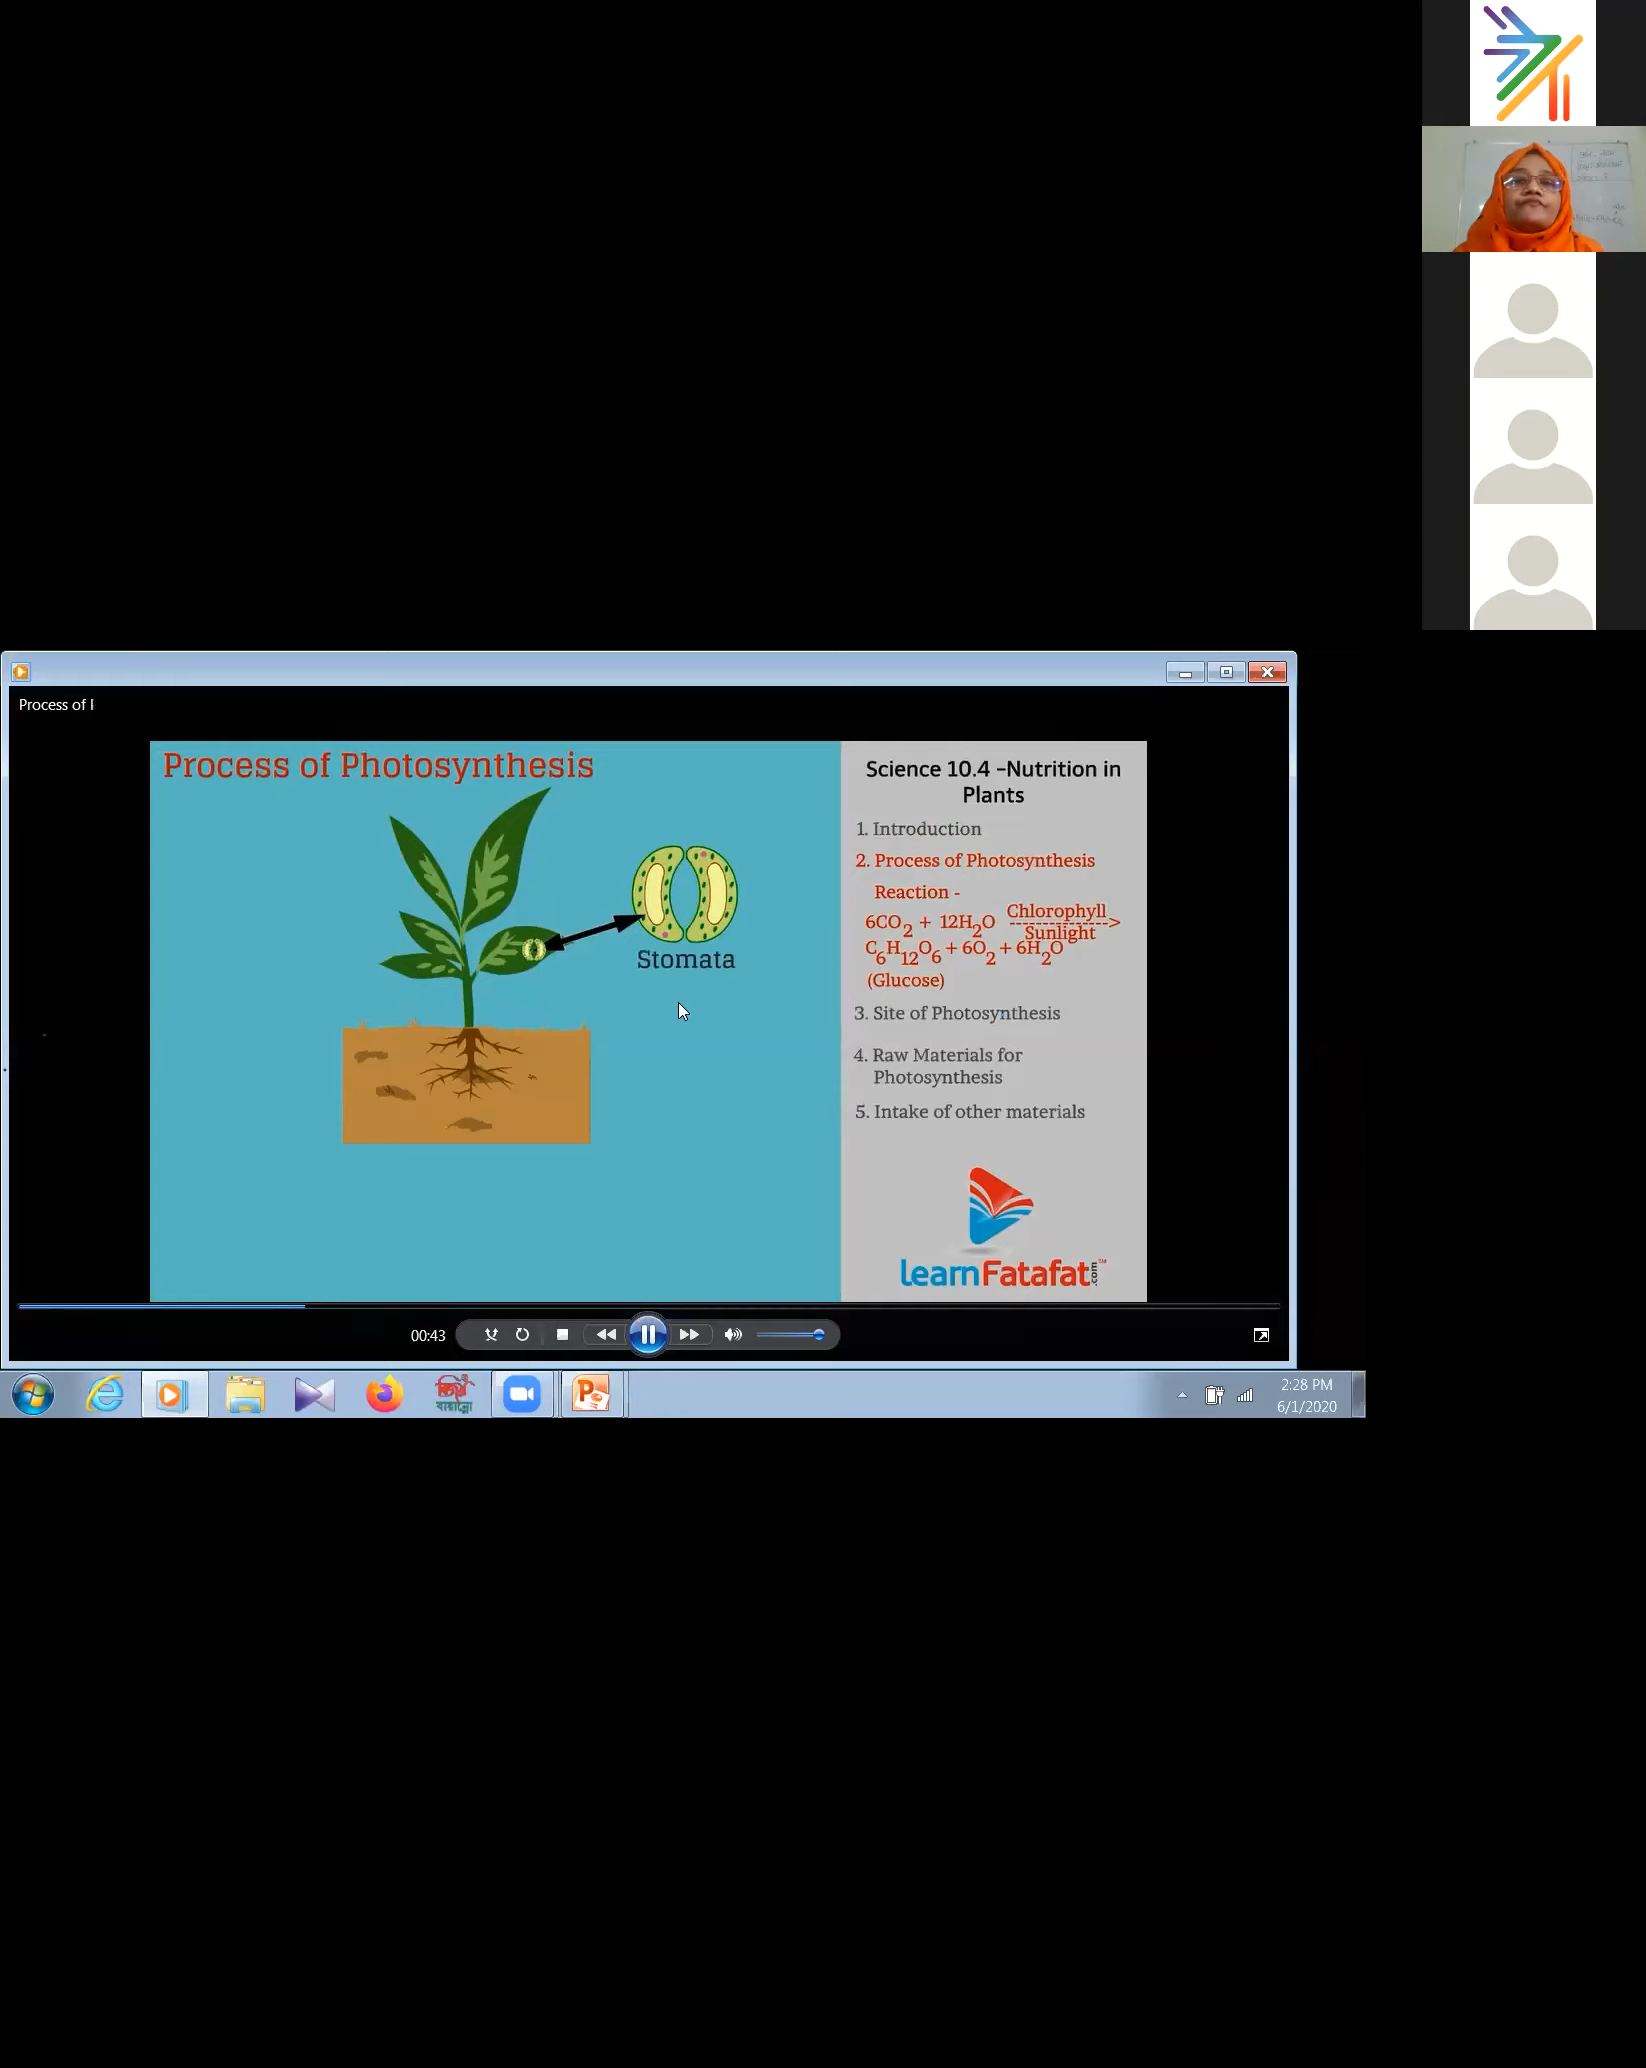 Process of
Process of Photosynthesis
Stomata
Science 10.4 –Nutrition in
Plants
1. Introduction
2. Process of Photosynthesis
Reaction -
6CO2 + 12H2O Chlorophyll
-------------->
Sunlight
C6H12O6 + 6O2 + 6H2O
(Glucose)
3. Site of Photosynthesis
4. Raw Materials for
Photosynthesis
5. Intake of other materials
learnFatafat.com™
00:43
2:28 PM
6/1/2020